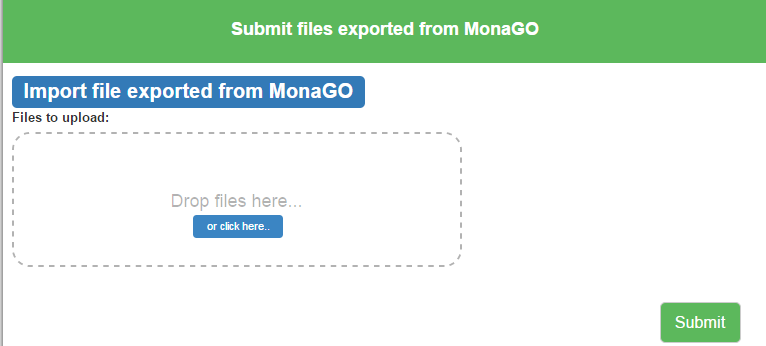 Submit files exported from MonaGO
Import file exported from MonaGO
Files to upload:
Drop files here...
or click here..
Submit